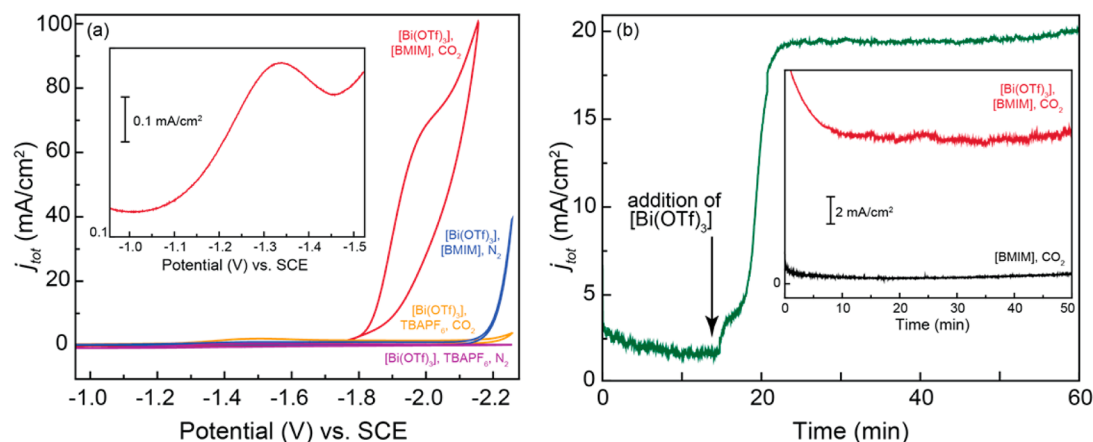 (a)
100
80
60
40
20
0
j_tot (mA/cm²)
-1.0
-1.2
-1.4
-1.6
-1.8
-2.0
-2.2
Potential (V) vs. SCE
[Bi(OTf)₃],
[BMIM], CO₂
[Bi(OTf)₃],
[BMIM], N₂
[Bi(OTf)₃],
TBAPF₆, CO₂
[Bi(OTf)₃], TBAPF₆, N₂
0.1 mA/cm²
0.1
-1.0
-1.1
-1.2
-1.3
-1.4
-1.5
Potential (V) vs. SCE
(b)
20
15
10
5
0
j_tot (mA/cm²)
0
20
40
60
Time (min)
addition of
[Bi(OTf)₃]
[Bi(OTf)₃],
[BMIM], CO₂
2 mA/cm²
[BMIM], CO₂
0
0
10
20
30
40
50
Time (min)